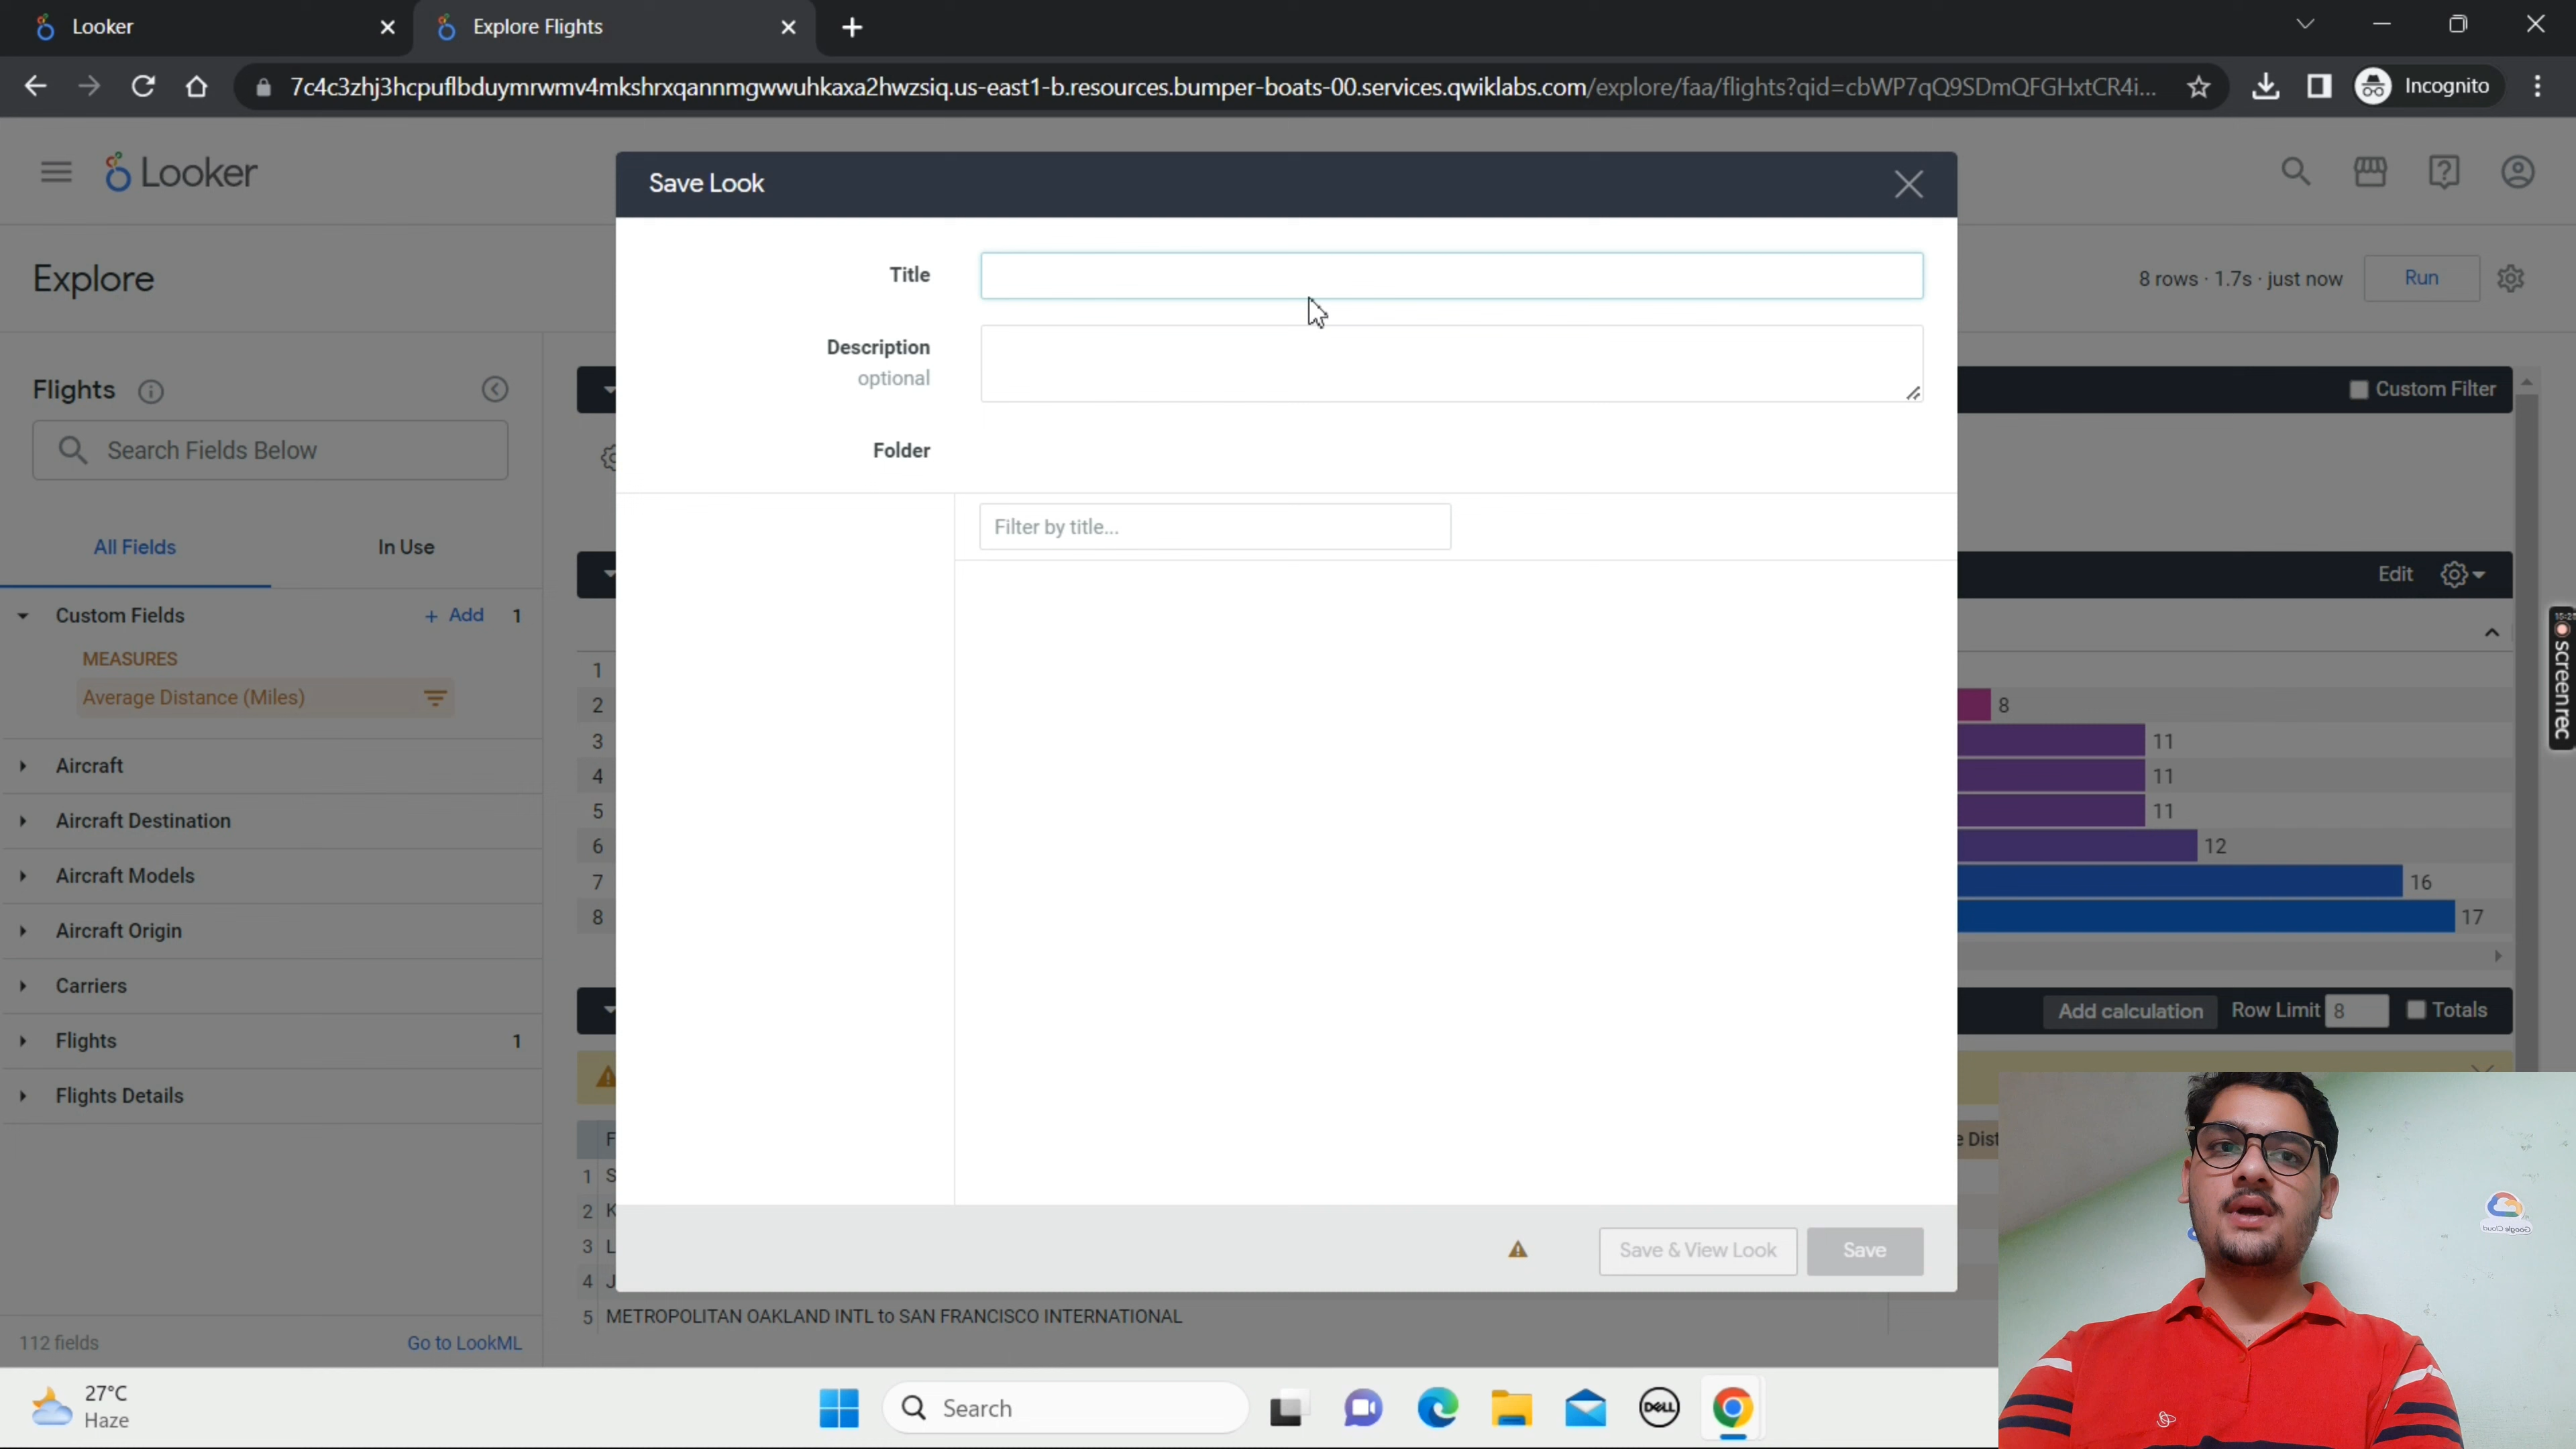 Looker
Explore Flights
7c4c3zhj3hcpuflbduymrwmv4mkshrxqannmgwwuhkaxa2hwzsiq.us-east1-b.resources.bumper-boats-00.services.qwiklabs.com/explore/faa/flights?qid=cbWP7qQ9SDmQFGHxtCR4i...
Incognito
Looker
Save Look
Explore
Title
8 rows · 1.7s · just now
Run
Description
optional
Flights
Custom Filter
Search Fields Below
Folder
Filter by title...
All Fields
In Use
Edit
Custom Fields
+ Add 1
MEASURES
Average Distance (Miles)
1
2
8
3
11
4
11
5
11
6
12
7
16
8
17
Aircraft
Aircraft Destination
Aircraft Models
Aircraft Origin
Carriers
Flights 1
Flights Details
Add calculation
Row Limit 8
Totals
F
e Dist
1 S
2 K
3 L
4 J
5 METROPOLITAN OAKLAND INTL to SAN FRANCISCO INTERNATIONAL
Save & View Look
Save
112 fields
Go to LookML
screenrec
Google Cloud
27°C
Haze
Search
DELL